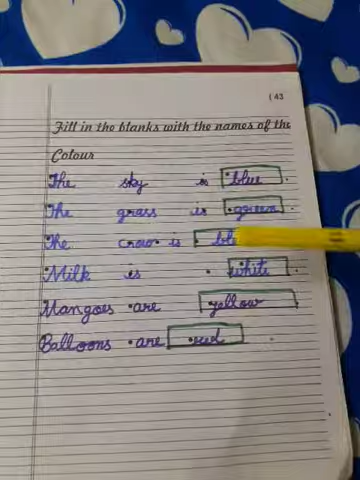 143
Fill in the blanks with the names of the
Colour
The sky is blue.
The grass is green.
The crow is
Milk is white.
Mangoes are yellow
Balloons are red.